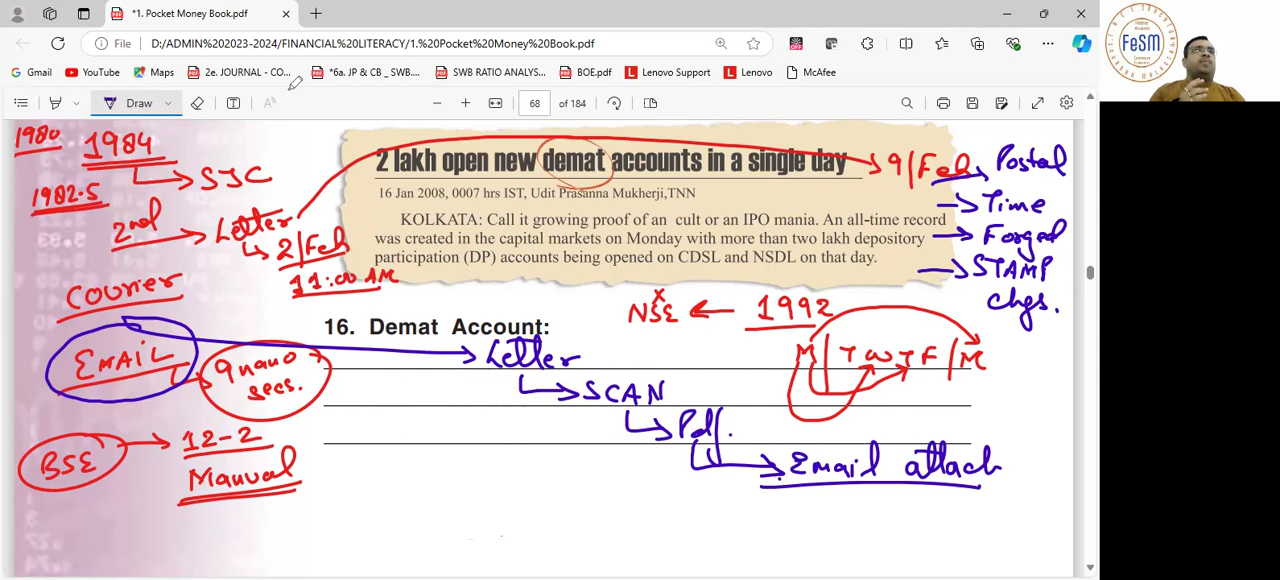 *1. Pocket Money Book.pdf
File
D:/ADMIN%202023-2024/FINANCIAL%20LITERACY/1.%20Pocket%20Money%20Book.pdf
Gmail
YouTube
Maps
2e. JOURNAL - CO...
*6a. JP & CB _ SWB...
SWB RATIO ANALYS...
BOE.pdf
Lenovo Support
Lenovo
McAfee
Draw
68 of 184
FeSM
1980
1984
SJC
1982.5
2nd
Letter
2/Feb
11:00 AM
Courier
EMAIL
9 nano
secs.
BSE
12-2
Manual
2 lakh open new demat accounts in a single day
16 Jan 2008, 0007 hrs IST, Udit Prasanna Mukherji,TNN
KOLKATA: Call it growing proof of an cult or an IPO mania. An all-time record
was created in the capital markets on Monday with more than two lakh depository
participation (DP) accounts being opened on CDSL and NSDL on that day.
9/Feb
Postal
Time
Forged
STAMP
chgs.
NSE
1992
16. Demat Account:
M/T W T F/M
Letter
SCAN
Pdf.
Email attach